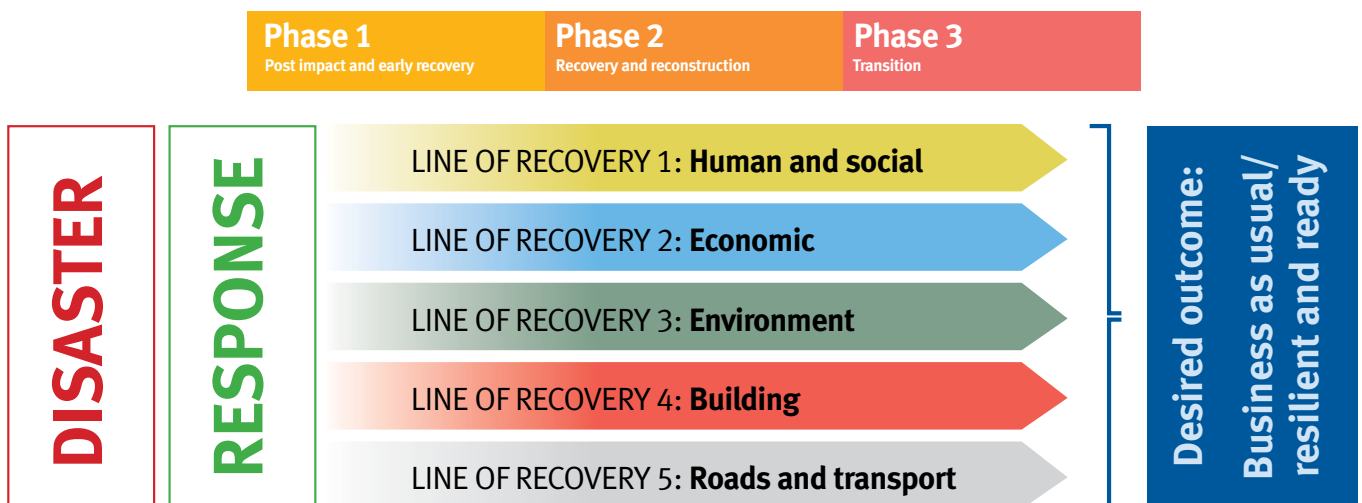 Phase 1
Post impact and early recovery
Phase 2
Recovery and reconstruction
Phase 3
Transition
DISASTER
RESPONSE
LINE OF RECOVERY 1: Human and social
LINE OF RECOVERY 2: Economic
LINE OF RECOVERY 3: Environment
LINE OF RECOVERY 4: Building
LINE OF RECOVERY 5: Roads and transport
Desired outcome:
Business as usual/
resilient and ready